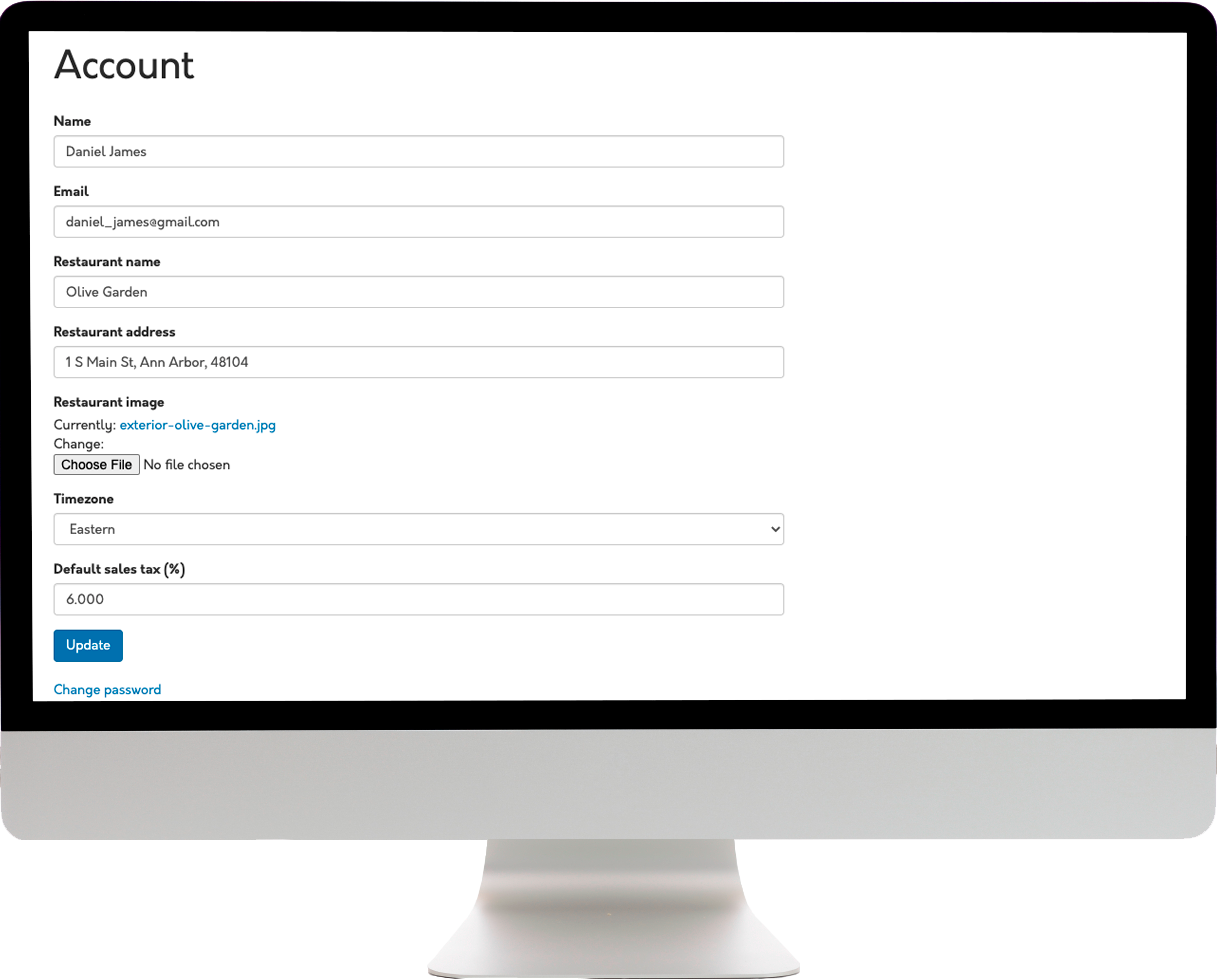 Account
Name
Daniel James
Email
daniel_james@gmail.com
Restaurant name
Olive Garden
Restaurant address
1 S Main St, Ann Arbor, 48104
Restaurant image
Currently: exterior-olive-garden.jpg
Change:
Choose File No file chosen
Timezone
Eastern
Default sales tax (%)
6.000
Update
Change password